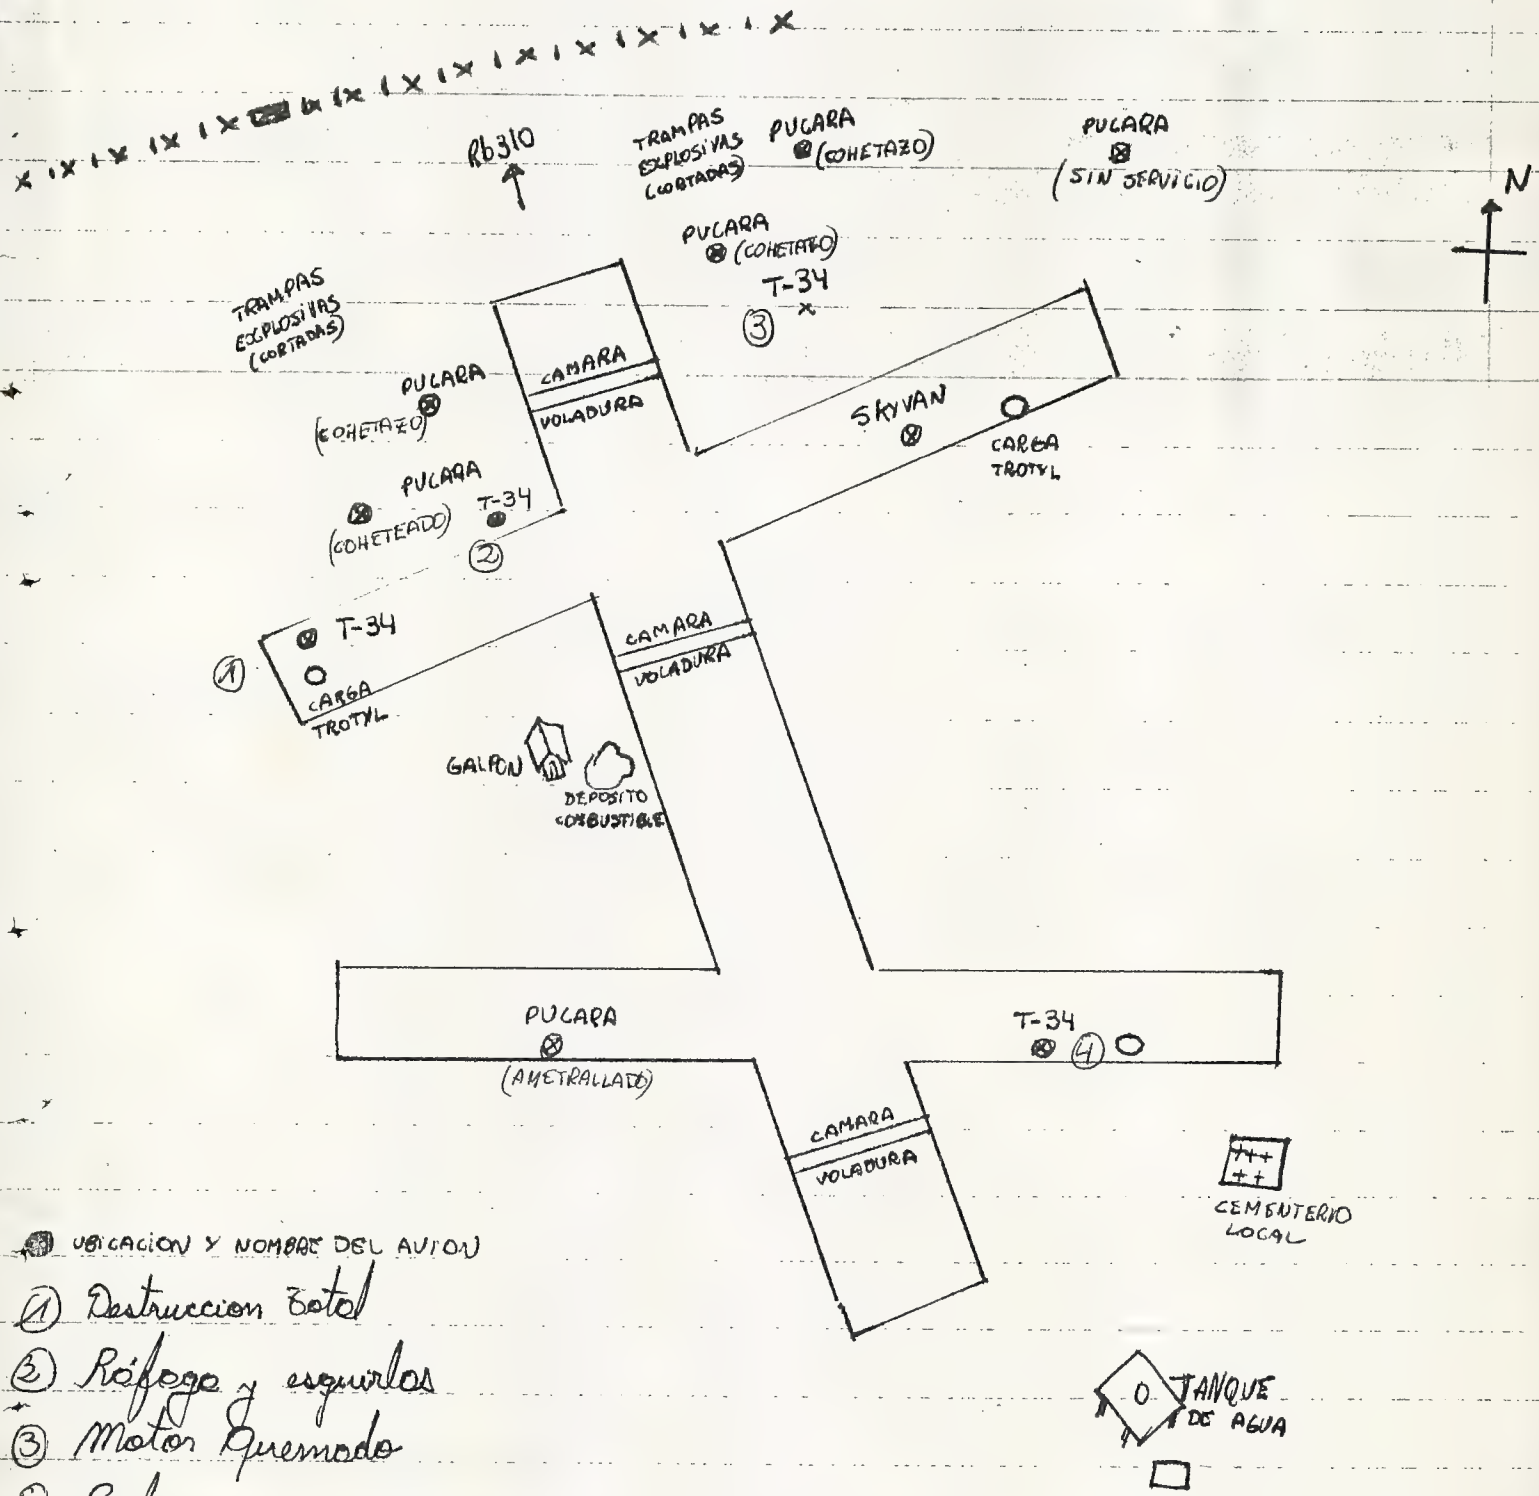 Rb310
TRAMPAS
EXPLOSIVAS
(CORTADAS)
PUCARA
(COHETAZO)
PUCARA
(SIN SERVICIO)
N
PUCARA
(COHETAZO)
T-34
3
TRAMPAS
EXPLOSIVAS
(CORTADAS)
PUCARA
(COHETAZO)
CAMARA
VOLADURA
SKYVAN
CARGA
TROTYL
PUCARA
(COHETEADO)
T-34
2
T-34
1
CARGA
TROTYL
CAMARA
VOLADURA
GALPON
DEPOSITO
COMBUSTIBLE
PUCARA
(AMETRALLADO)
T-34
4
CAMARA
VOLADURA
CEMENTERIO
LOCAL
UBICACION Y NOMBRE DEL AVION
1 Destruccion total
2 Ráfaga y esquirlas
3 Motor Quemado
TANQUE
DE AGUA